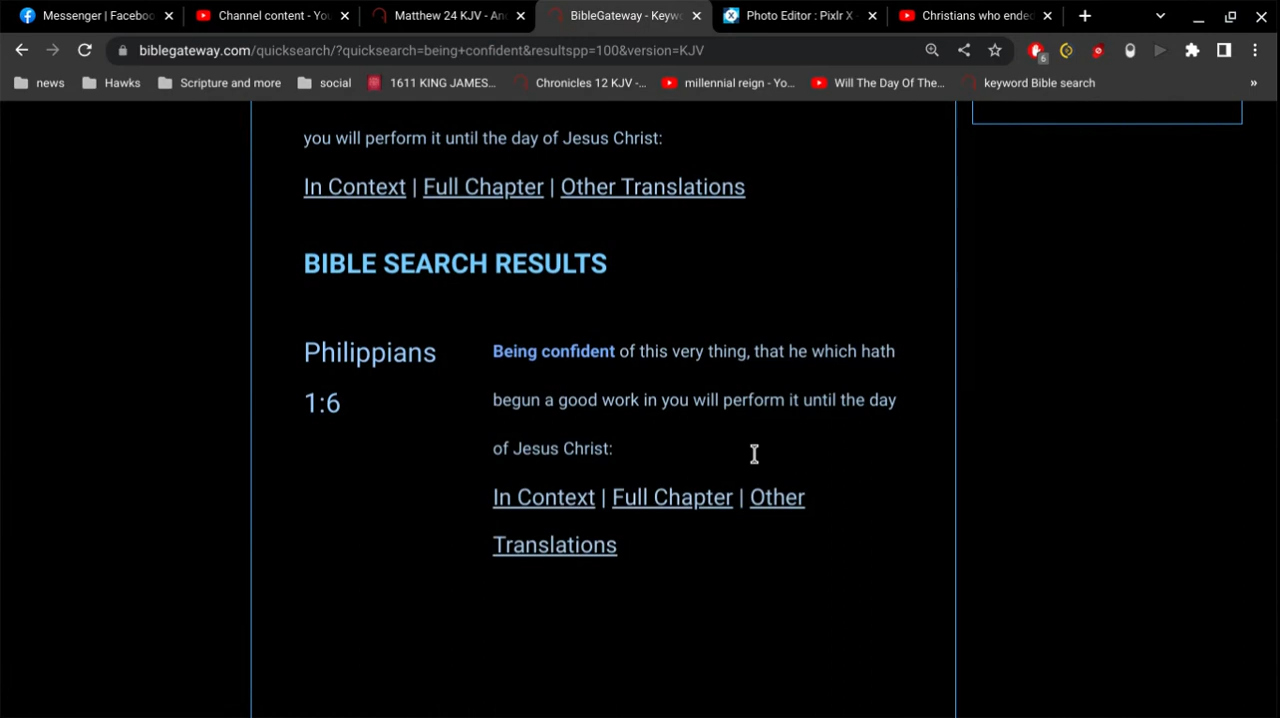 Messenger | Faceboo
Channel content - You
Matthew 24 KJV - An
BibleGateway - Keyw
Photo Editor : Pixlr X -
Christians who ended
biblegateway.com/quicksearch/?quicksearch=being+confident&resultspp=100&version=KJV
6
news
Hawks
Scripture and more
social
1611 KING JAMES...
Chronicles 12 KJV -...
millennial reign - Yo...
Will The Day Of The...
keyword Bible search
»
you will perform it until the day of Jesus Christ:
In Context | Full Chapter | Other Translations
BIBLE SEARCH RESULTS
Philippians
1:6
Being confident of this very thing, that he which hath
begun a good work in you will perform it until the day
of Jesus Christ:
In Context | Full Chapter | Other
Translations